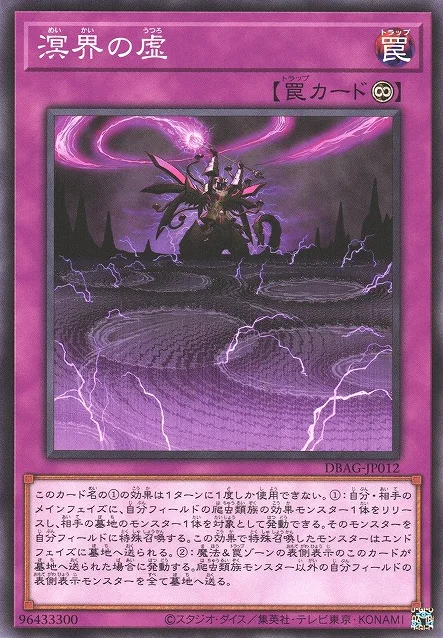 溟界の虚
めい かい うつろ
罠
トラップ
【罠カード】
トラップ
DBAG-JP012
このカード名の①の効果は1ターンに1度しか使用できない。①：自分・相手の
メインフェイズに、自分フィールドの爬虫類族のモンスター1体をリリー
スし、相手の墓地のモンスター1体を対象として発動できる。そのモンスターを
自分フィールドに特殊召喚する。この効果で特殊召喚したモンスターはエンド
フェイズに墓地へ送られる。②：魔法＆罠ゾーンの表側表示のこのカードが
墓地へ送られた場合に発動する。爬虫類族モンスター以外の自分フィールドの
表側表示モンスターを全て墓地へ送る。
96433300
©スタジオ・ダイス／集英社・テレビ東京・KONAMI